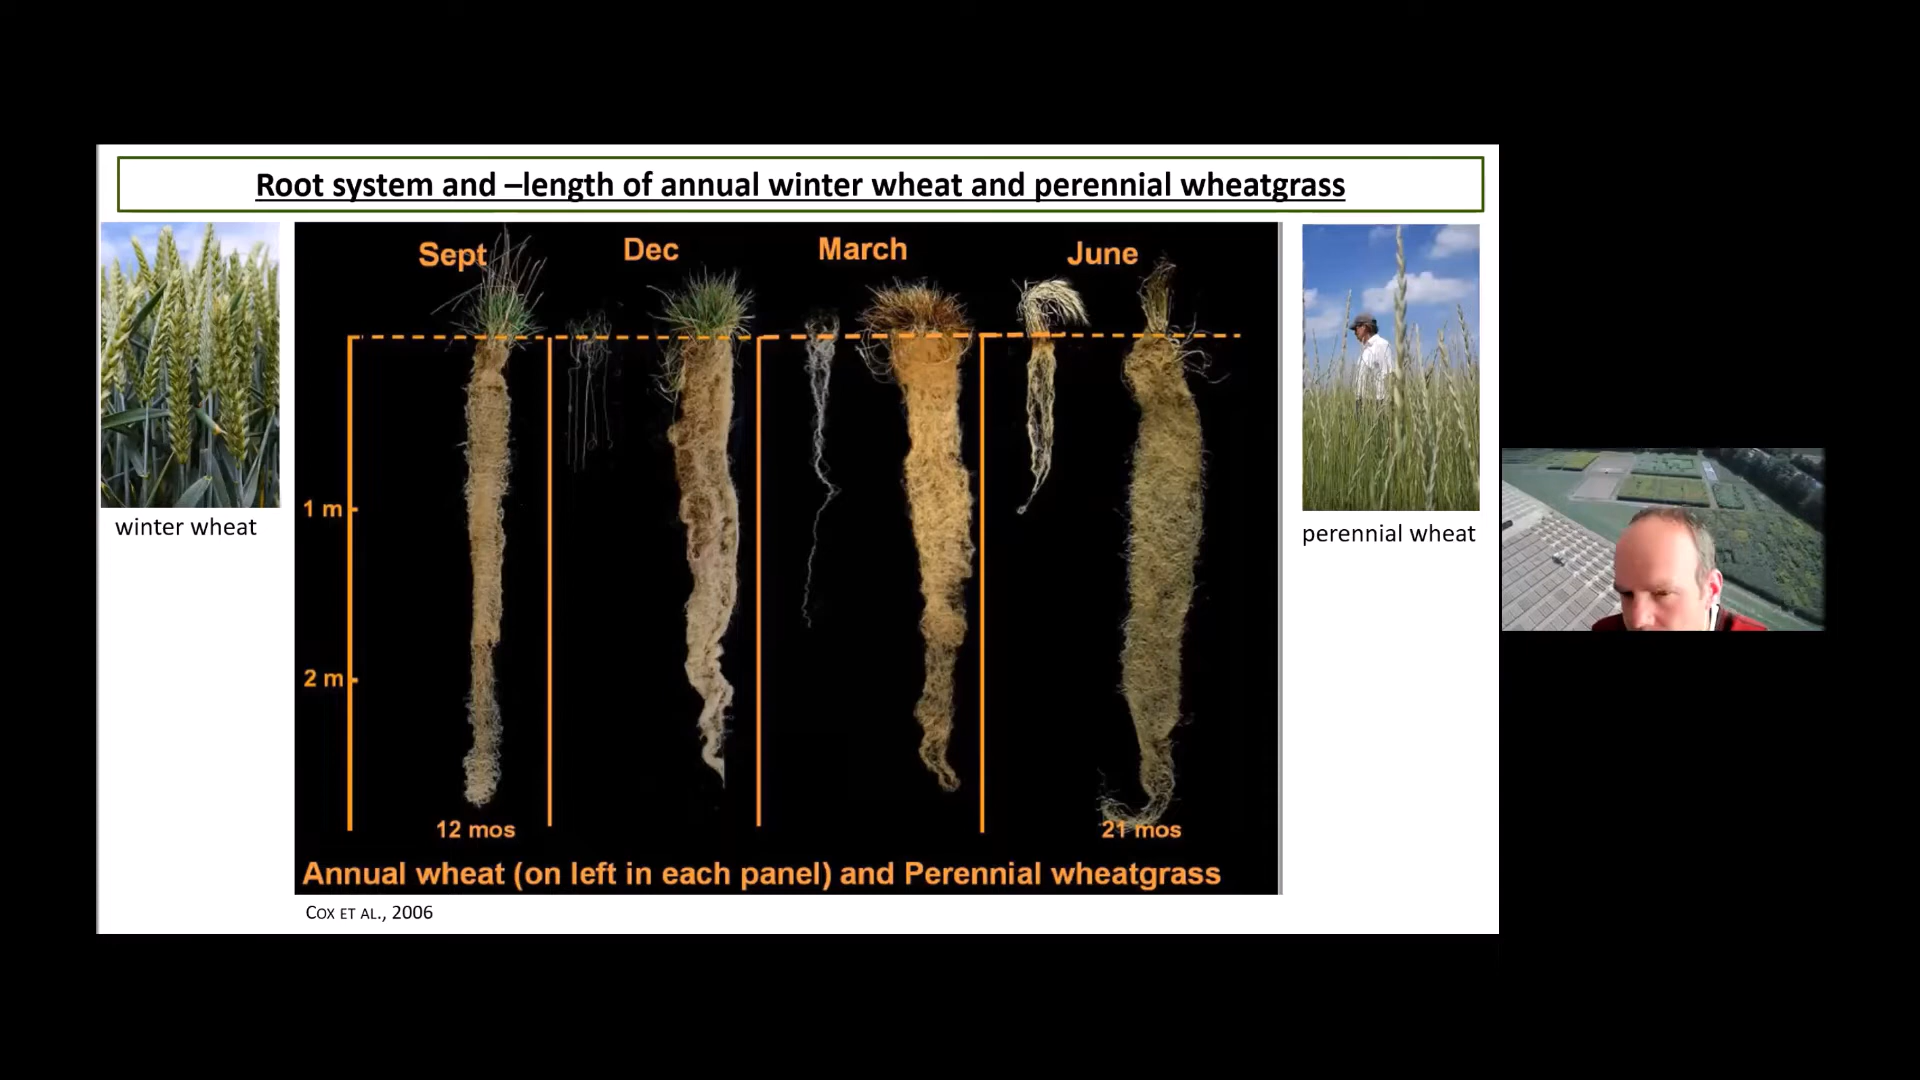 Root system and –length of annual winter wheat and perennial wheatgrass
Sept Dec March June
1 m
2 m
12 mos 21 mos
Annual wheat (on left in each panel) and Perennial wheatgrass
winter wheat
perennial wheat
COX ET AL., 2006